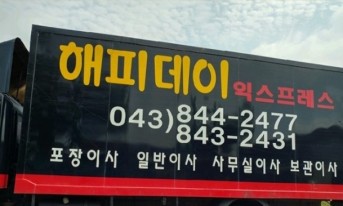 해피데이 익스프레스
043) 844-2477
843-2431
포장이사 일반이사 사무실이사 보관이사